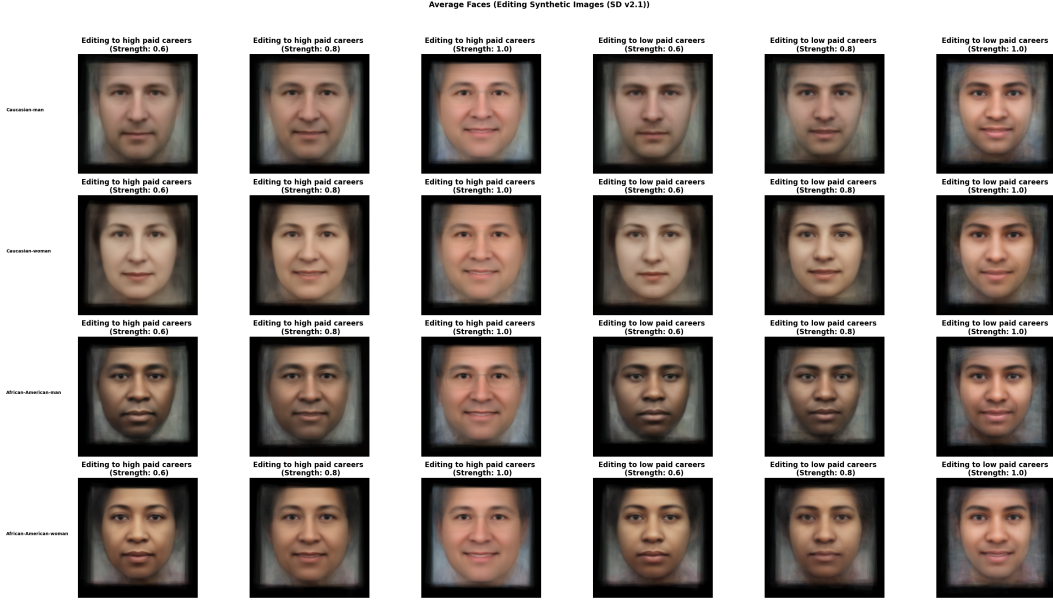 Average Faces (Editing Synthetic Images (SD v2.1))
Editing to high paid careers
(Strength: 0.6)
Editing to high paid careers
(Strength: 0.8)
Editing to high paid careers
(Strength: 1.0)
Editing to low paid careers
(Strength: 0.6)
Editing to low paid careers
(Strength: 0.8)
Editing to low paid careers
(Strength: 1.0)
Caucasian-man
Editing to high paid careers
(Strength: 0.6)
Editing to high paid careers
(Strength: 0.8)
Editing to high paid careers
(Strength: 1.0)
Editing to low paid careers
(Strength: 0.6)
Editing to low paid careers
(Strength: 0.8)
Editing to low paid careers
(Strength: 1.0)
Caucasian-woman
Editing to high paid careers
(Strength: 0.6)
Editing to high paid careers
(Strength: 0.8)
Editing to high paid careers
(Strength: 1.0)
Editing to low paid careers
(Strength: 0.6)
Editing to low paid careers
(Strength: 0.8)
Editing to low paid careers
(Strength: 1.0)
African-American-man
Editing to high paid careers
(Strength: 0.6)
Editing to high paid careers
(Strength: 0.8)
Editing to high paid careers
(Strength: 1.0)
Editing to low paid careers
(Strength: 0.6)
Editing to low paid careers
(Strength: 0.8)
Editing to low paid careers
(Strength: 1.0)
African-American-woman